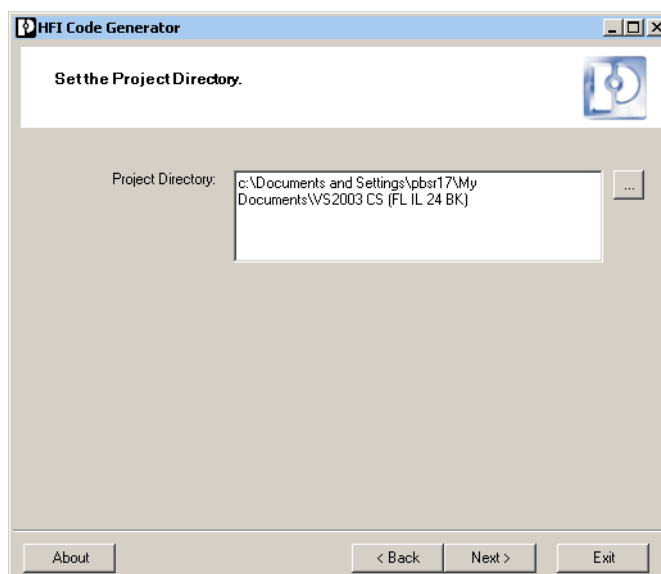 HFI Code Generator
Set the Project Directory.
Project Directory:
c:\Documents and Settings\pbsr17\My
Documents\VS2003 CS (FL IL 24 BK)
...
About
< Back
Next >
Exit